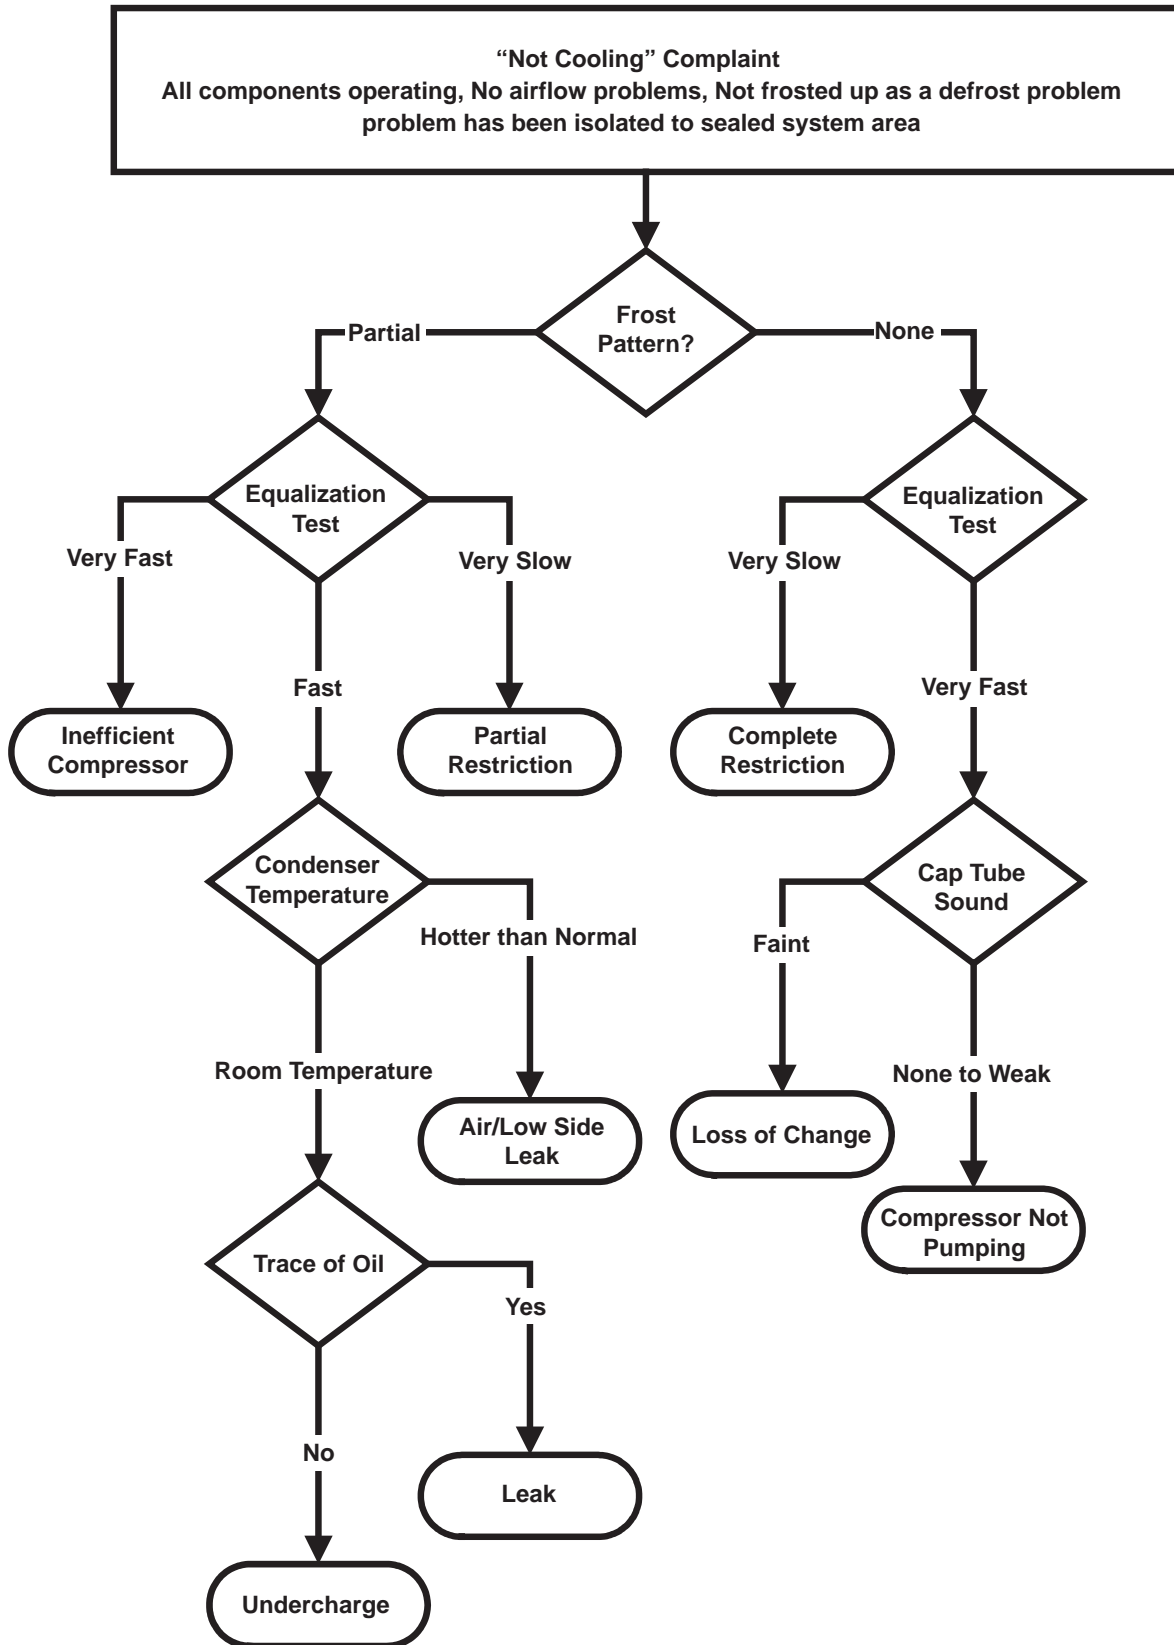 “Not Cooling” Complaint
All components operating, No airflow problems, Not frosted up as a defrost problem
problem has been isolated to sealed system area
Frost
Pattern?
Partial
None
Equalization
Test
Equalization
Test
Very Fast
Very Slow
Very Slow
Fast
Very Fast
Inefficient
Compressor
Partial
Restriction
Complete
Restriction
Condenser
Temperature
Cap Tube
Sound
Hotter than Normal
Faint
Room Temperature
None to Weak
Air/Low Side
Leak
Loss of Change
Compressor Not
Pumping
Trace of Oil
Yes
No
Leak
Undercharge